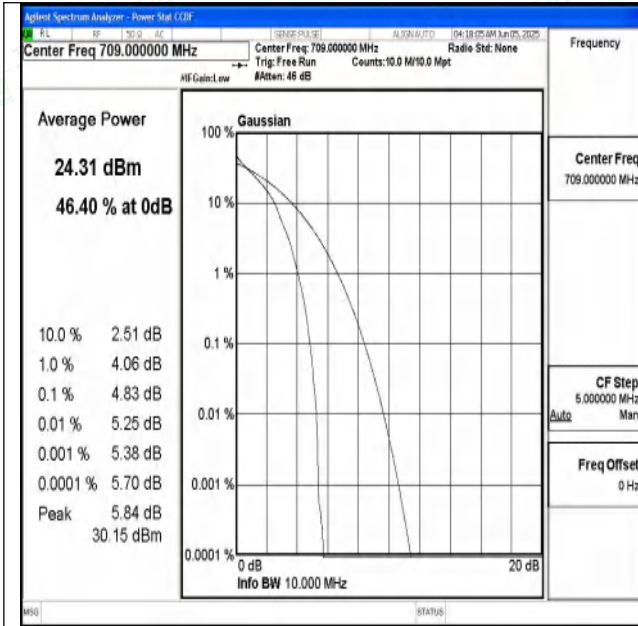 Agilent Spectrum Analyzer - Power Stat CCDF
RL RF 50 Ω AC SENSE:PULSE ALIGN AUTO 04:18:05 AM Jun 05, 2025
Center Freq 709.000000 MHz
Center Freq: 709.000000 MHz Radio Std: None
Trig: Free Run Counts:10.0 M/10.0 Mpt
#IFGain:Low #Atten: 46 dB
Frequency
Average Power
24.31 dBm
46.40 % at 0dB
10.0 % 2.51 dB
1.0 % 4.06 dB
0.1 % 4.83 dB
0.01 % 5.25 dB
0.001 % 5.38 dB
0.0001 % 5.70 dB
Peak 5.84 dB
30.15 dBm
Gaussian
100 %
10 %
1 %
0.1 %
0.01 %
0.001 %
0.0001 %
0 dB 20 dB
Info BW 10.000 MHz
Center Freq
709.000000 MHz
CF Step
5.000000 MHz
Auto Man
Freq Offset
0 Hz
MSG STATUS